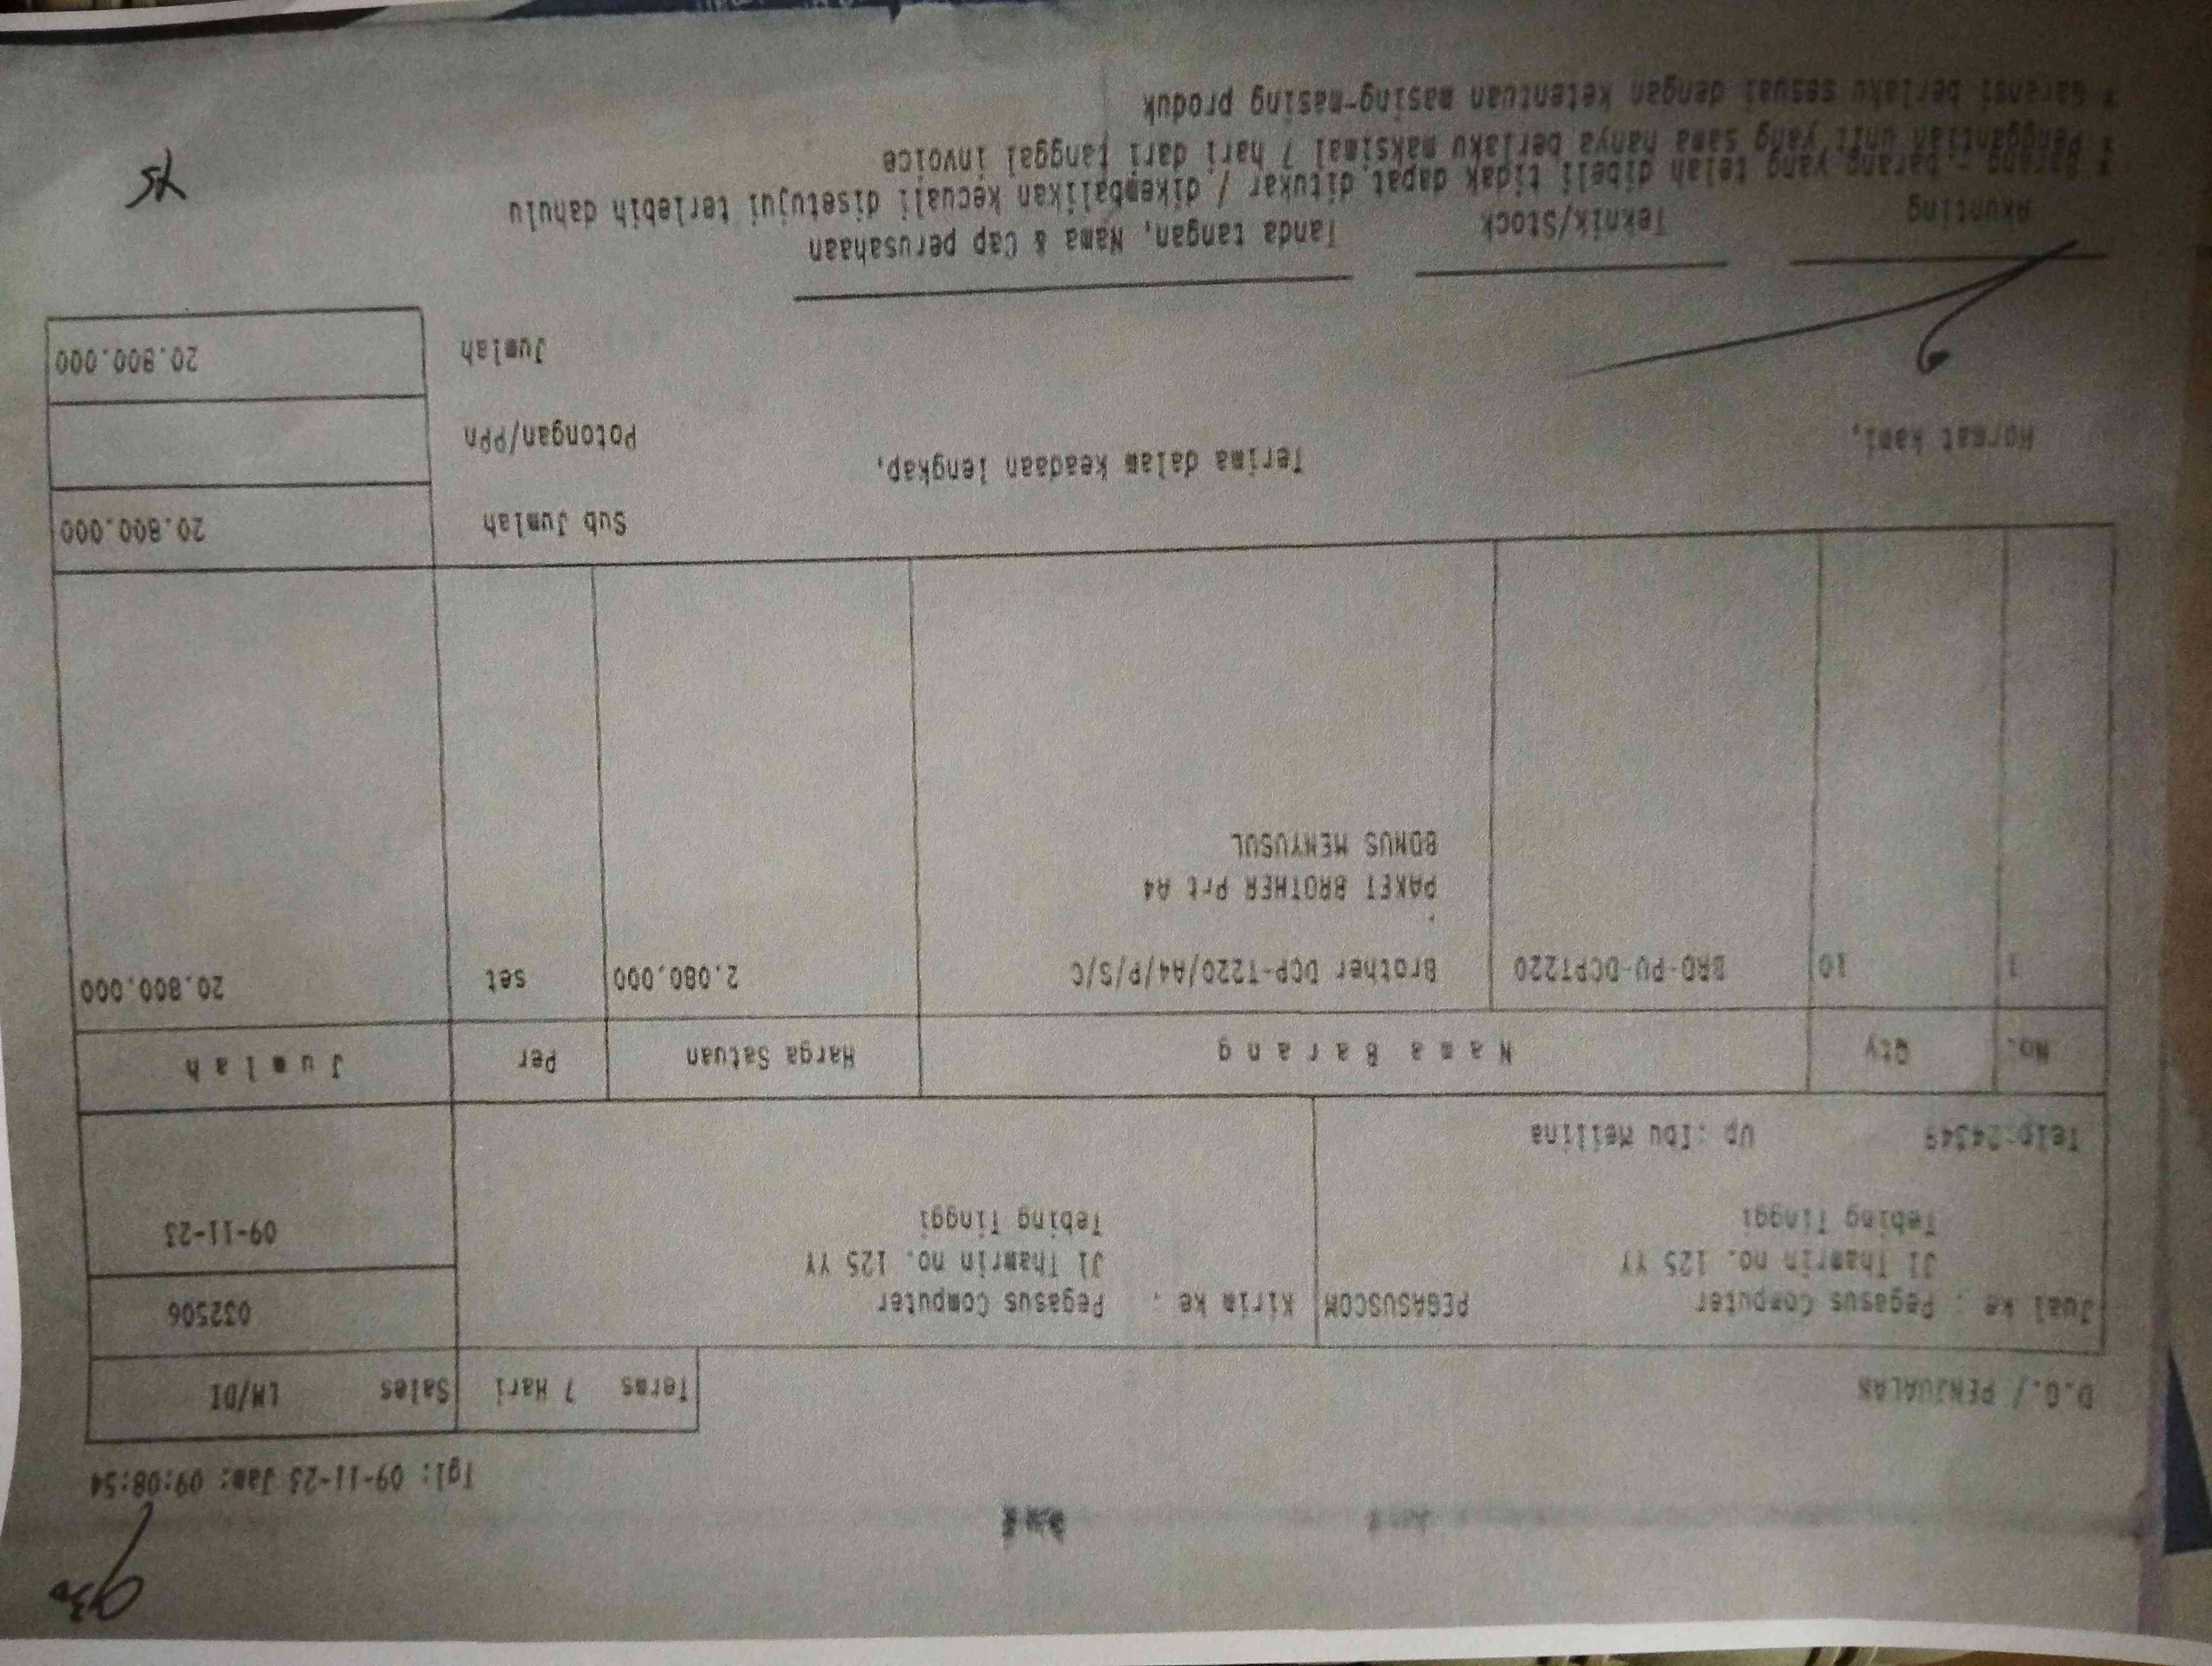 Tgl: 09-11-23 Jam: 09:08:54
D.G./ PENJUALAN
Terms 7 Hari Sales LM/DI
Jual ke : Pegasus Computer PEGASUSCOM Kirim ke : Pegasus Computer 032506
Jl Thamrin no. 125 YY Jl Thamrin no. 125 YY
Tebing Tinggi Tebing Tinggi 09-11-23
Telp:24349 Up :Ibu Meilina
No. Qty Nama Barang Harga Satuan Per Jumlah
1 10 BRO-PU-DCPT220 Brother DCP-T220/A4/P/S/C 2.080.000 set 20.800.000
.
PAKET BROTHER Prt A4
BONUS MENYUSUL
Sub Jumlah 20.800.000
Hormat kami, Terima dalam keadaan lengkap,
Potongan/PPn
Jumlah 20.800.000
Akunting Teknik/Stock Tanda tangan, Nama & Cap perusahaan
* Barang - barang yang telah dibeli tidak dapat ditukar / dikembalikan kecuali disetujui terlebih dahulu
* Penggantian unit yang sama hanya berlaku maksimal 7 hari dari tanggal invoice
* Garansi berlaku sesuai dengan ketentuan masing-masing produk